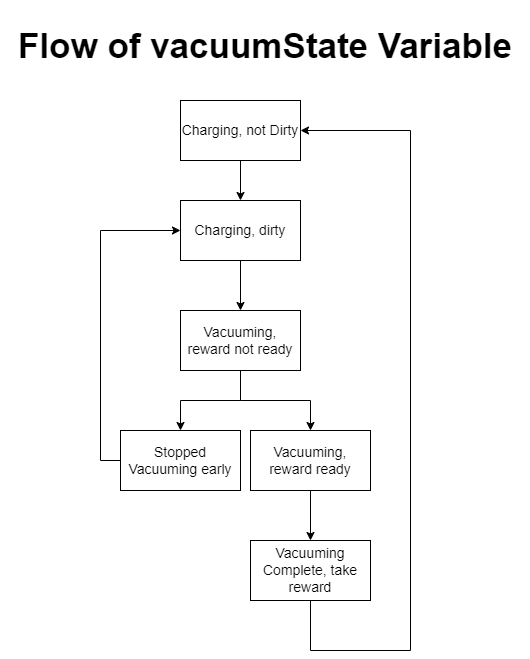 Flow of vacuumState Variable
Charging, not Dirty
Charging, dirty
Vacuuming,
reward not ready
Stopped
Vacuuming early
Vacuuming,
reward ready
Vacuuming
Complete, take
reward